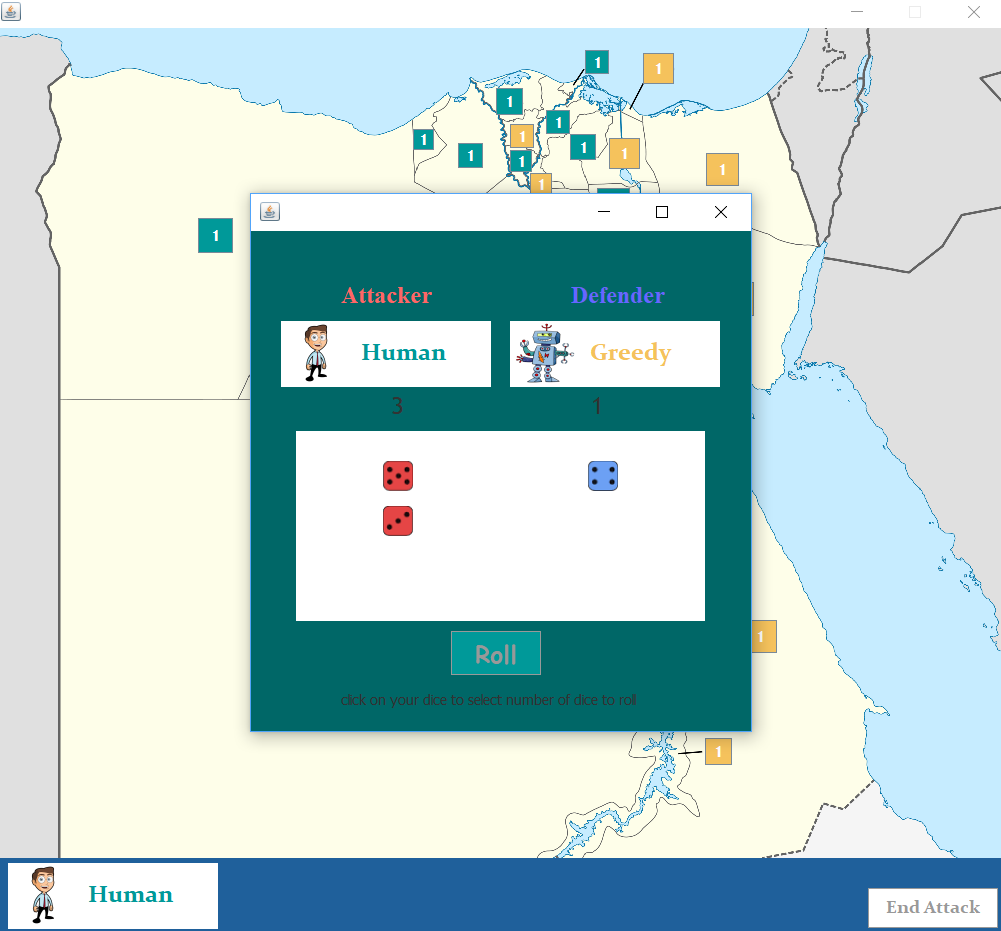 1
1
1
1
1
1
1
1
1
1
1
1
1
Attacker
Defender
Human
Greedy
3
1
Roll
click on your dice to select number of dice to roll
1
1
Human
End Attack